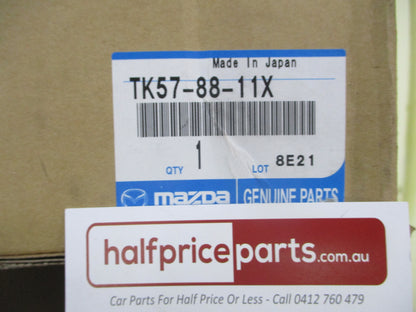 Made In Japan
TK57-88-11X
QTY 1 LOT 8E21
mazda GENUINE PARTS
halfpriceparts.com.au
Car Parts For Half Price Or Less - Call 0412 760 479